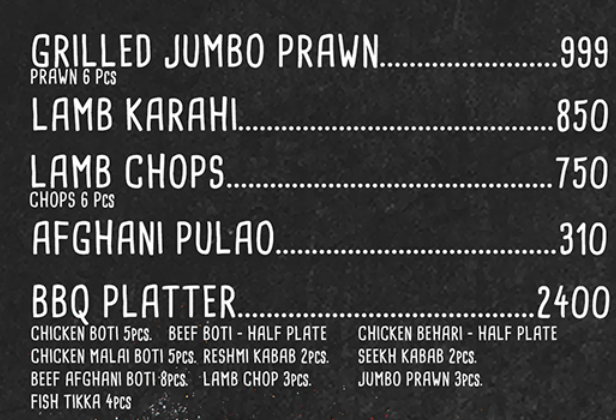 GRILLED JUMBO PRAWN....................999
PRAWN 6 Pcs
LAMB KARAHI....................................850
LAMB CHOPS.....................................750
CHOPS 6 Pcs
AFGHANI PULAO................................310
BBQ PLATTER..................................2400
CHICKEN BOTI 5pcs. BEEF BOTI - HALF PLATE CHICKEN BEHARI - HALF PLATE
CHICKEN MALAI BOTI 5pcs. RESHMI KABAB 2pcs. SEEKH KABAB 2pcs.
BEEF AFGHANI BOTI 8pcs. LAMB CHOP 3pcs. JUMBO PRAWN 3pcs.
FISH TIKKA 4pcs